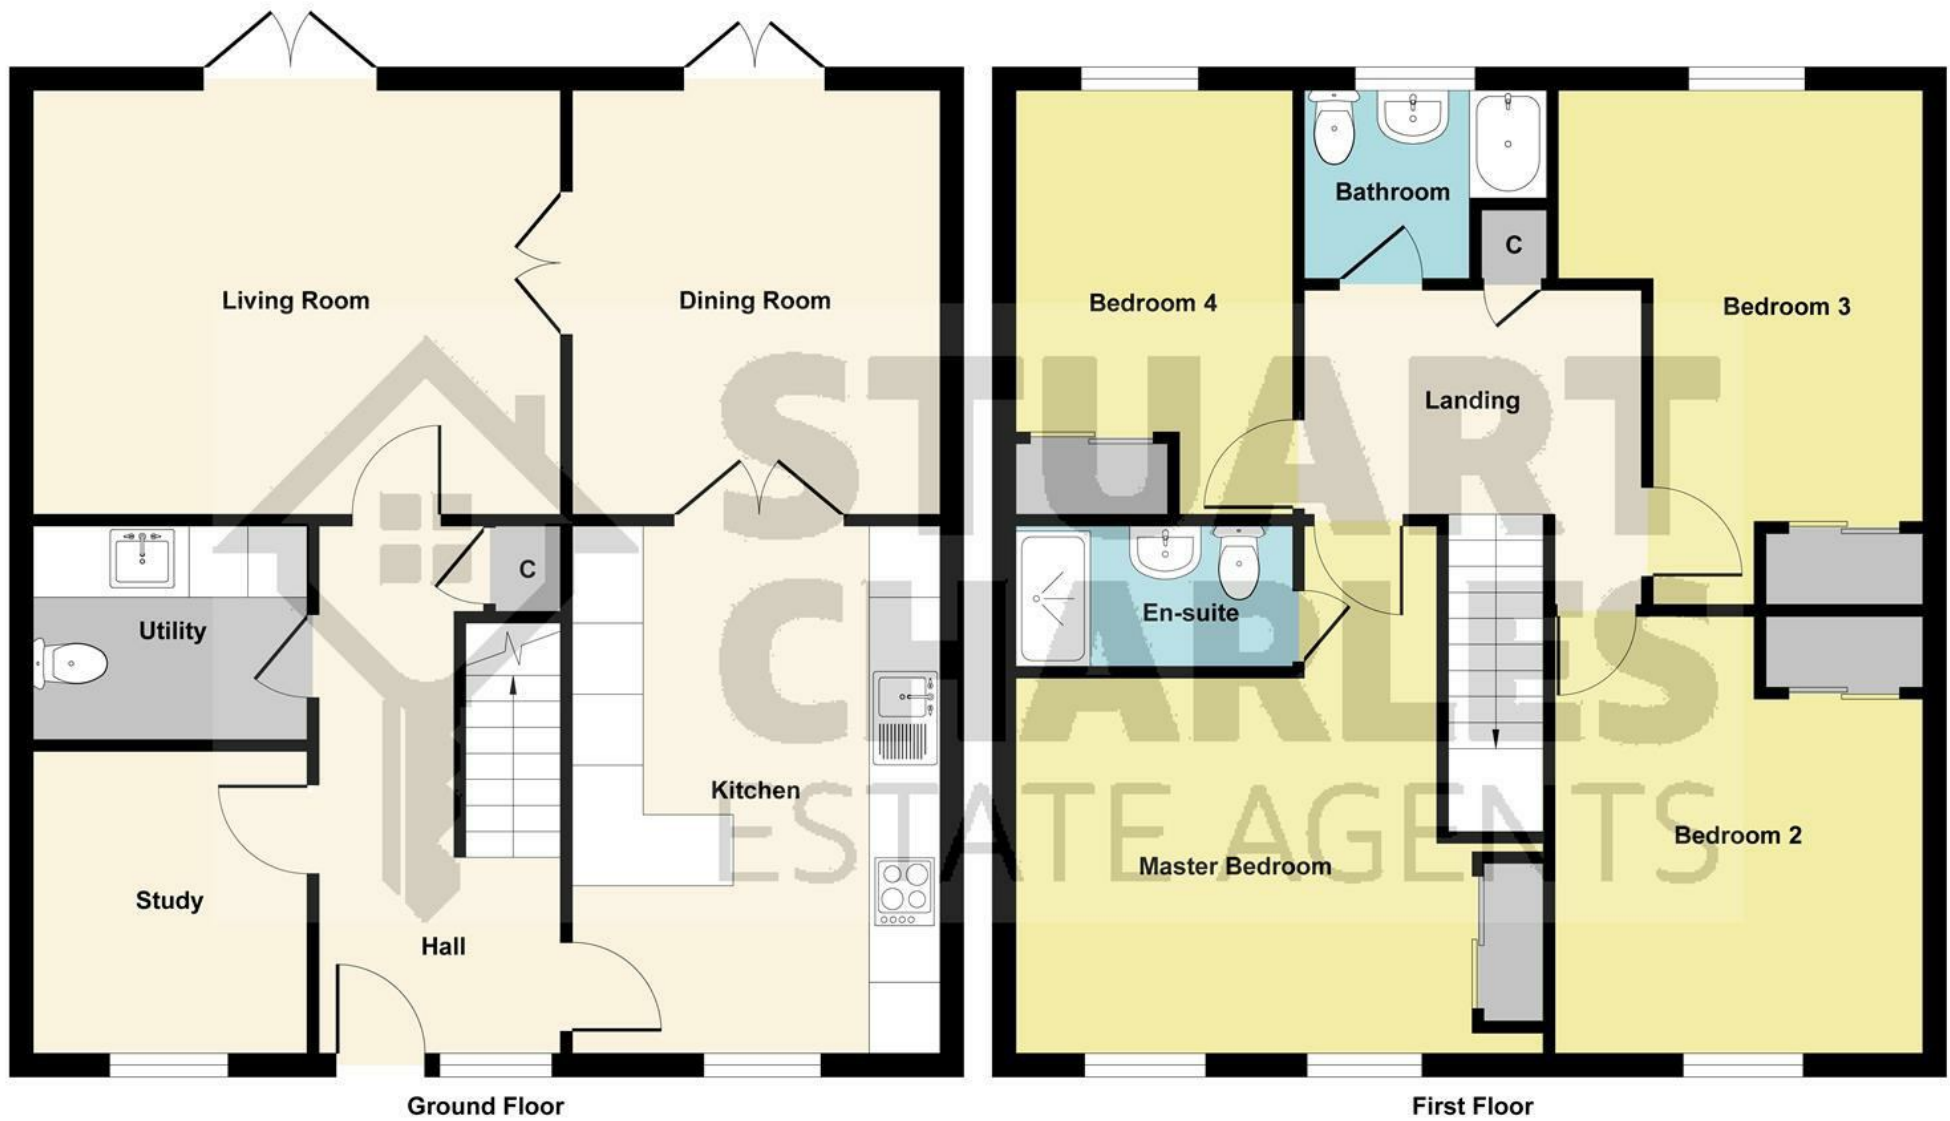 Living Room
Dining Room
C
Utility
Kitchen
Study
Hall
Ground Floor
Bathroom
C
Bedroom 4
Bedroom 3
Landing
En-suite
Master Bedroom
Bedroom 2
First Floor
STUART
CHARLES
ESTATE AGENTS